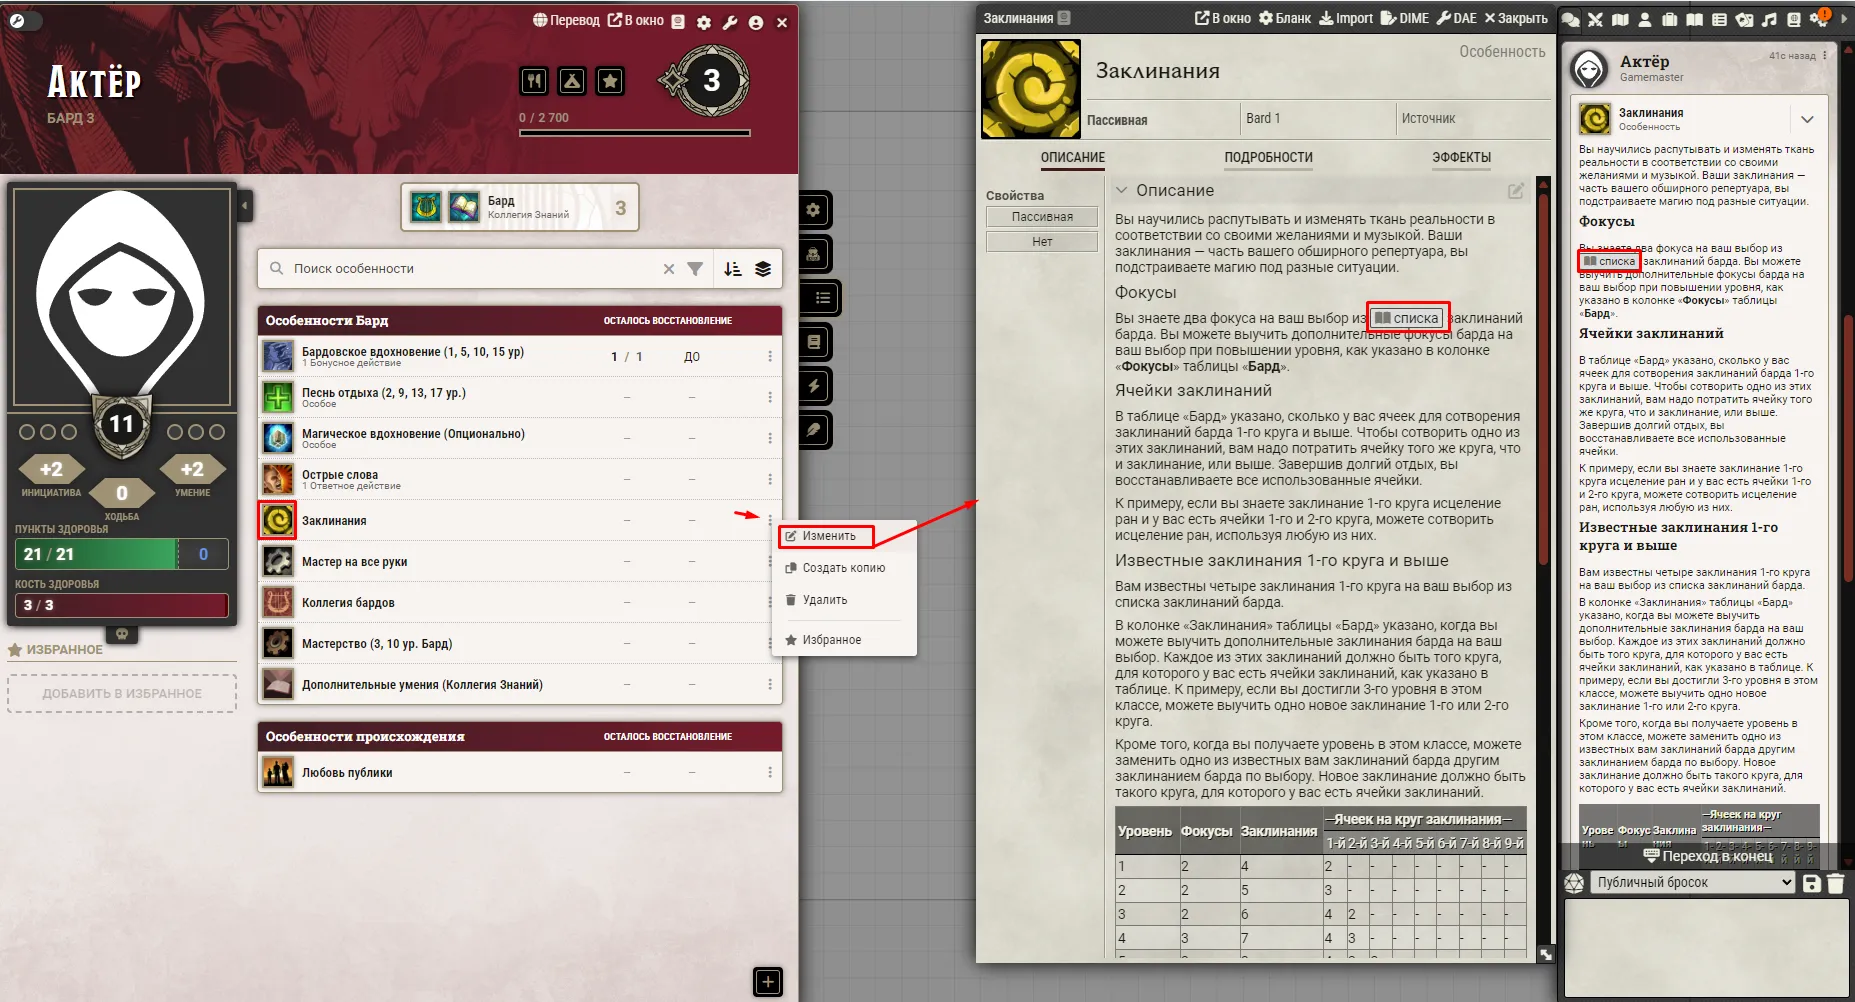 Перевод
В окно
Актёр
БАРД 3
3
0 / 2 700
Бард
Коллегия Знаний
3
Поиск особенности
Особенности Бард ОСТАЛОСЬ ВОССТАНОВЛЕНИЕ
Бардовское вдохновение (1, 5, 10, 15 ур)
1 Бонусное действие
1 / 1 ДО
Песнь отдыха (2, 9, 13, 17 ур.)
Особое
– –
Магическое вдохновение (Опционально)
Особое
– –
Острые слова
1 Ответное действие
– –
Заклинания – –
Мастер на все руки – –
Коллегия бардов – –
Мастерство (3, 10 ур. Бард) – –
Дополнительные умения (Коллегия Знаний) – –
Особенности происхождения ОСТАЛОСЬ ВОССТАНОВЛЕНИЕ
Любовь публики – –
11
+2
ИНИЦИАТИВА
0
ХОДЬБА
+2
УМЕНИЕ
ПУНКТЫ ЗДОРОВЬЯ
21 / 21 0
КОСТЬ ЗДОРОВЬЯ
3 / 3
ИЗБРАННОЕ
ДОБАВИТЬ В ИЗБРАННОЕ
Изменить
Создать копию
Удалить
Избранное
Заклинания В окно Бланк Import DIME DAE Закрыть
Особенность
Заклинания
Пассивная Bard 1 Источник
ОПИСАНИЕ ПОДРОБНОСТИ ЭФФЕКТЫ
Свойства
Пассивная
Нет
Описание
Вы научились распутывать и изменять ткань реальности в
соответствии со своими желаниями и музыкой. Ваши
заклинания — часть вашего обширного репертуара, вы
подстраиваете магию под разные ситуации.
Фокусы
Вы знаете два фокуса на ваш выбор из списка заклинаний
барда. Вы можете выучить дополнительные фокусы барда на
ваш выбор при повышении уровня, как указано в колонке
«Фокусы» таблицы «Бард».
Ячейки заклинаний
В таблице «Бард» указано, сколько у вас ячеек для сотворения
заклинаний барда 1-го круга и выше. Чтобы сотворить одно из
этих заклинаний, вам надо потратить ячейку того же круга, что
и заклинание, или выше. Завершив долгий отдых, вы
восстанавливаете все использованные ячейки.
К примеру, если вы знаете заклинание 1-го круга исцеление
ран и у вас есть ячейки 1-го и 2-го круга, можете сотворить
исцеление ран, используя любую из них.
Известные заклинания 1-го круга и выше
Вам известны четыре заклинания 1-го круга на ваш выбор из
списка заклинаний барда.
В колонке «Заклинания» таблицы «Бард» указано, когда вы
можете выучить дополнительные заклинания барда на ваш
выбор. Каждое из этих заклинаний должно быть того круга,
для которого у вас есть ячейки заклинаний, как указано в
таблице. К примеру, если вы достигли 3-го уровня в этом
классе, можете выучить одно новое заклинание 1-го или 2-го
круга.
Кроме того, когда вы получаете уровень в этом классе, можете
заменить одно из известных вам заклинаний барда другим
заклинанием барда по выбору. Новое заклинание должно быть
такого круга, для которого у вас есть ячейки заклинаний.
Уровень Фокусы Заклинания —Ячеек на круг заклинания—
1-й 2-й 3-й 4-й 5-й 6-й 7-й 8-й 9-й
1 2 4 2 - - - - - - - -
2 2 5 3 - - - - - - - -
3 2 6 4 2 - - - - - - -
4 3 7 4 3 - - - - - - -
Актёр
Gamemaster
41с назад
Заклинания
Особенность
Вы научились распутывать и изменять ткань
реальности в соответствии со своими
желаниями и музыкой. Ваши заклинания —
часть вашего обширного репертуара, вы
подстраиваете магию под разные ситуации.
Фокусы
Вы знаете два фокуса на ваш выбор из
списка заклинаний барда. Вы можете
выучить дополнительные фокусы барда на
ваш выбор при повышении уровня, как
указано в колонке «Фокусы» таблицы
«Бард».
Ячейки заклинаний
В таблице «Бард» указано, сколько у вас
ячеек для сотворения заклинаний барда 1-го
круга и выше. Чтобы сотворить одно из этих
заклинаний, вам надо потратить ячейку того
же круга, что и заклинание, или выше.
Завершив долгий отдых, вы
восстанавливаете все использованные
ячейки.
К примеру, если вы знаете заклинание 1-го
круга исцеление ран и у вас есть ячейки 1-го
и 2-го круга, можете сотворить исцеление
ран, используя любую из них.
Известные заклинания 1-го
круга и выше
Вам известны четыре заклинания 1-го круга
на ваш выбор из списка заклинаний барда.
В колонке «Заклинания» таблицы «Бард»
указано, когда вы можете выучить
дополнительные заклинания барда на ваш
выбор. Каждое из этих заклинаний должно
быть того круга, для которого у вас есть
ячейки заклинаний, как указано в таблице. К
примеру, если вы достигли 3-го уровня в этом
классе, можете выучить одно новое
заклинание 1-го или 2-го круга.
Кроме того, когда вы получаете уровень в
этом классе, можете заменить одно из
известных вам заклинаний барда другим
заклинанием барда по выбору. Новое
заклинание должно быть такого круга, для
которого у вас есть ячейки заклинаний.
—Ячеек на круг
заклинания—
Урове Фокус Заклина
Переход в конец
Публичный бросок